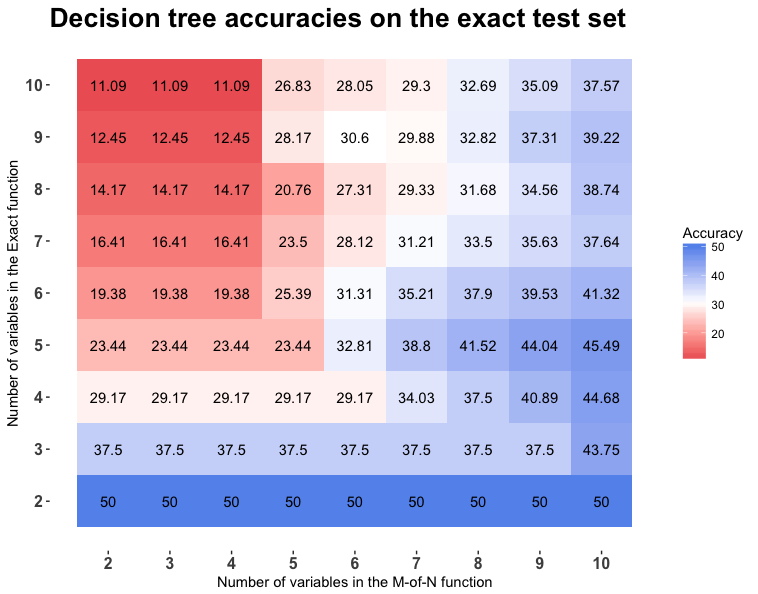 Decision tree accuracies on the exact test set
Number of variables in the Exact function
10 11.09 11.09 11.09 26.83 28.05 29.3 32.69 35.09 37.57
9 12.45 12.45 12.45 28.17 30.6 29.88 32.82 37.31 39.22
8 14.17 14.17 14.17 20.76 27.31 29.33 31.68 34.56 38.74
7 16.41 16.41 16.41 23.5 28.12 31.21 33.5 35.63 37.64
6 19.38 19.38 19.38 25.39 31.31 35.21 37.9 39.53 41.32
5 23.44 23.44 23.44 23.44 32.81 38.8 41.52 44.04 45.49
4 29.17 29.17 29.17 29.17 29.17 34.03 37.5 40.89 44.68
3 37.5 37.5 37.5 37.5 37.5 37.5 37.5 37.5 43.75
2 50 50 50 50 50 50 50 50 50
2 3 4 5 6 7 8 9 10
Number of variables in the M-of-N function
Accuracy
50
40
30
20